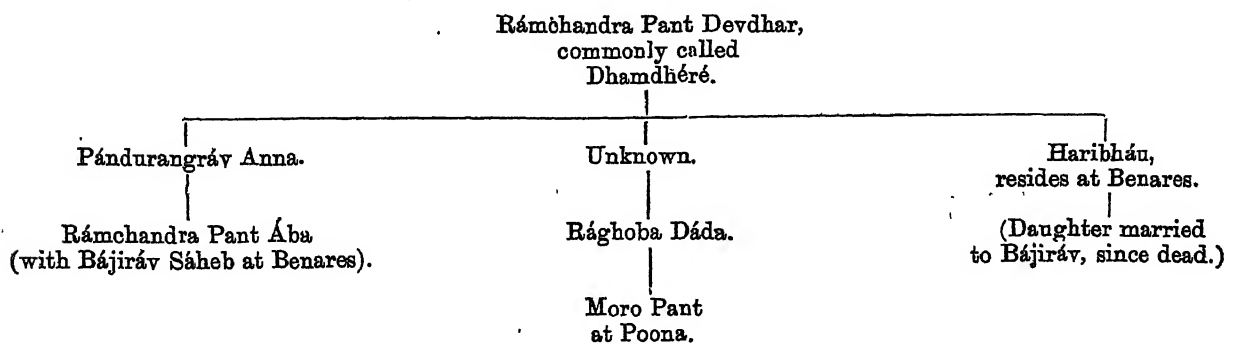 Rámchandra Pant Devdhar,
commonly called
Dhamdhéré.
Pándurangráv Anna.
Unknown.
Haribháu,
resides at Benares.
Rámchandra Pant Ába
(with Bájiráv Sáheb at Benares).
Rághoba Dáda.
(Daughter married
to Bájiráv, since dead.)
Moro Pant
at Poona.